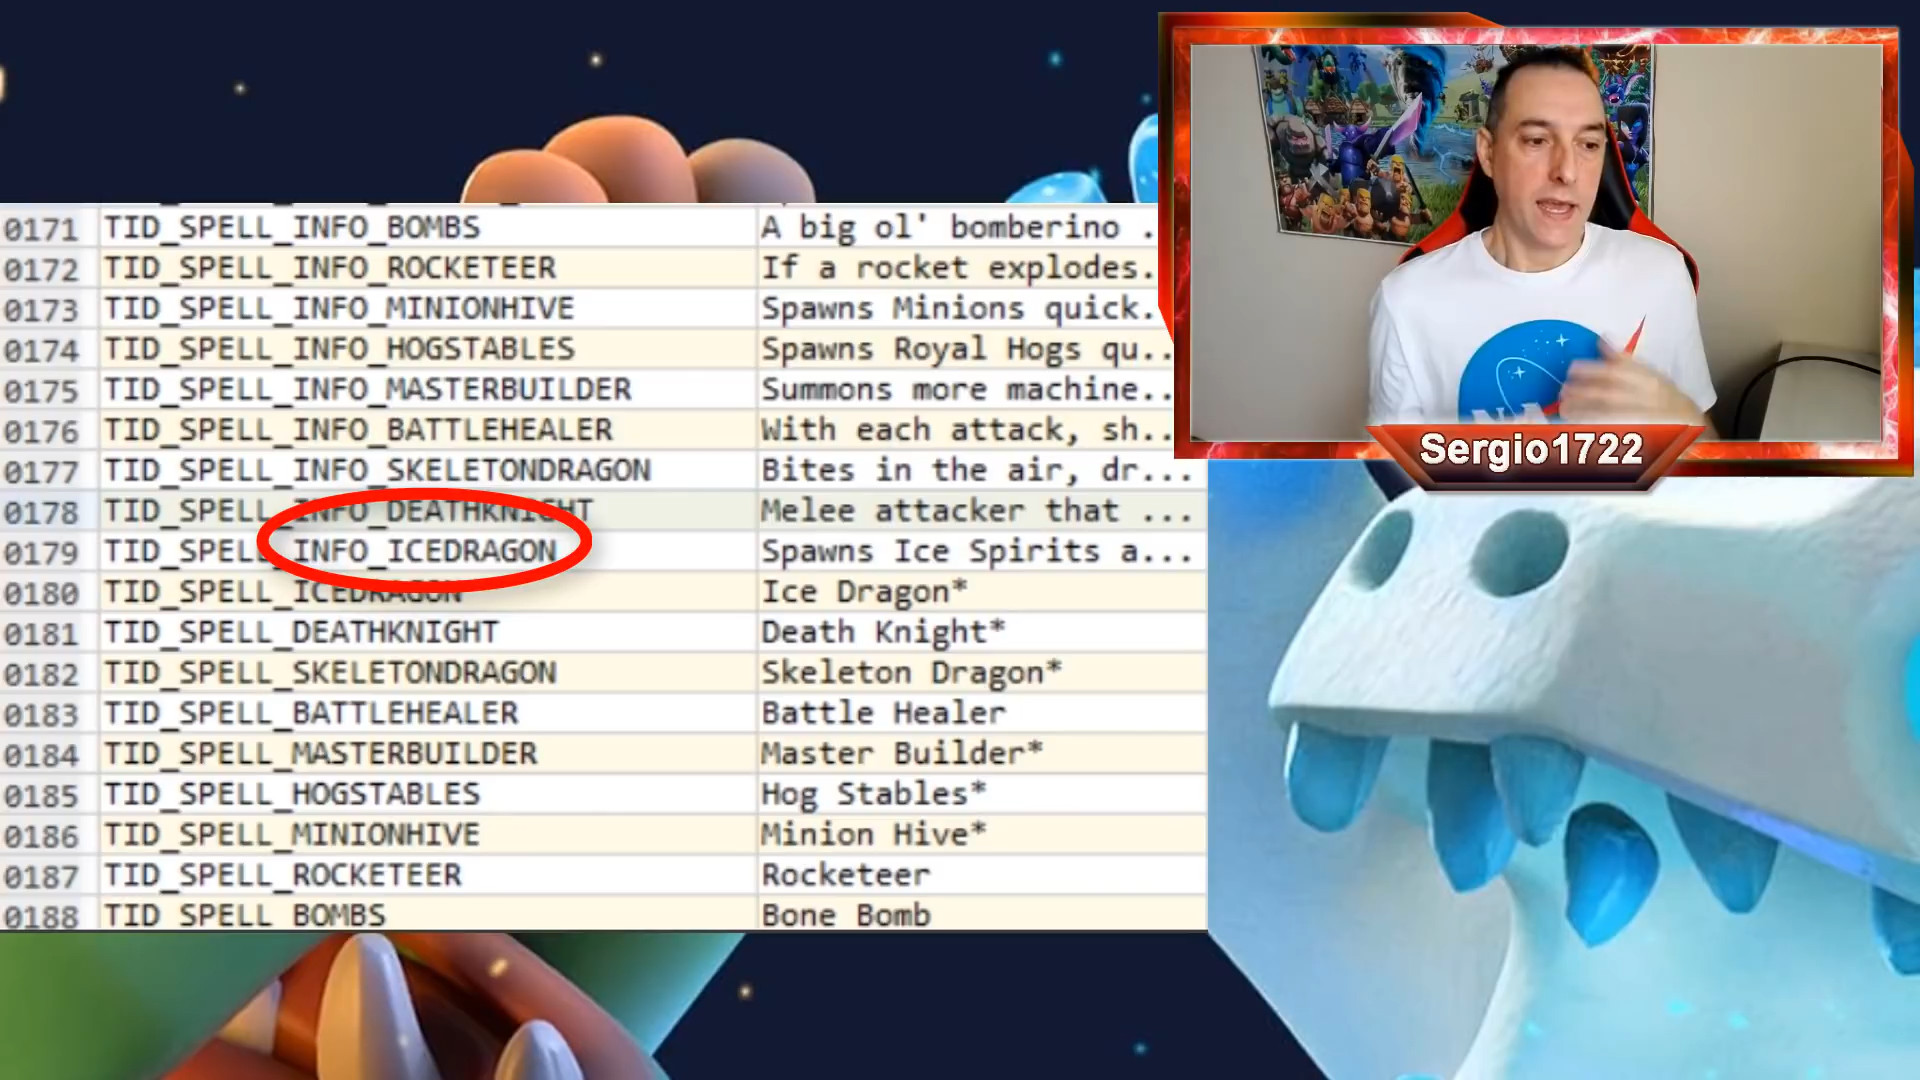 0171 TID_SPELL_INFO_BOMBS A big ol' bomberino .
0172 TID_SPELL_INFO_ROCKETEER If a rocket explodes.
0173 TID_SPELL_INFO_MINIONHIVE Spawns Minions quick.
0174 TID_SPELL_INFO_HOGSTABLES Spawns Royal Hogs qu..
0175 TID_SPELL_INFO_MASTERBUILDER Summons more machine..
0176 TID_SPELL_INFO_BATTLEHEALER With each attack, sh..
0177 TID_SPELL_INFO_SKELETONDRAGON Bites in the air, dr...
0178 TID_SPELL_INFO_DEATHKNIGHT Melee attacker that ...
0179 TID_SPELL_INFO_ICEDRAGON Spawns Ice Spirits a...
0180 TID_SPELL_ICEDRAGON Ice Dragon*
0181 TID_SPELL_DEATHKNIGHT Death Knight*
0182 TID_SPELL_SKELETONDRAGON Skeleton Dragon*
0183 TID_SPELL_BATTLEHEALER Battle Healer
0184 TID_SPELL_MASTERBUILDER Master Builder*
0185 TID_SPELL_HOGSTABLES Hog Stables*
0186 TID_SPELL_MINIONHIVE Minion Hive*
0187 TID_SPELL_ROCKETEER Rocketeer
0188 TID_SPELL_BOMBS Bone Bomb
Sergio1722